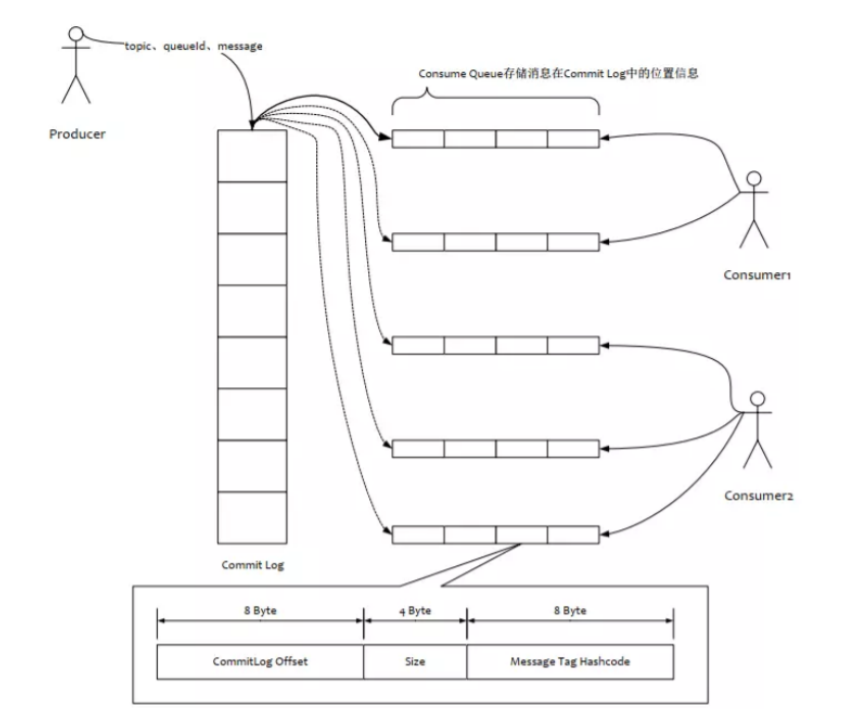 topic、queueId、message
Consume Queue存储消息在Commit Log中的位置信息
Producer
Consumer1
Consumer2
Commit Log
8 Byte
4 Byte
8 Byte
CommitLog Offset
Size
Message Tag Hashcode